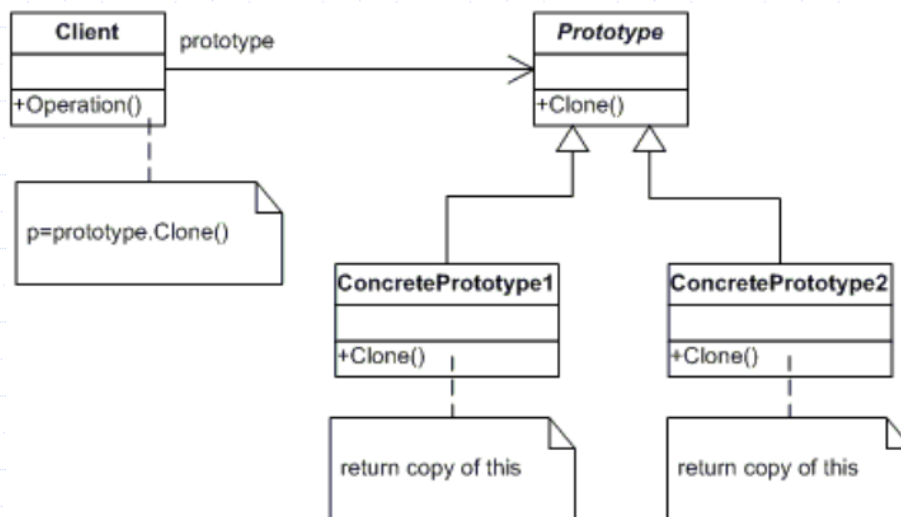 Client
prototype
Prototype
+Operation()
+Clone()
p=prototype.Clone()
ConcretePrototype1
ConcretePrototype2
+Clone()
+Clone()
return copy of this
return copy of this